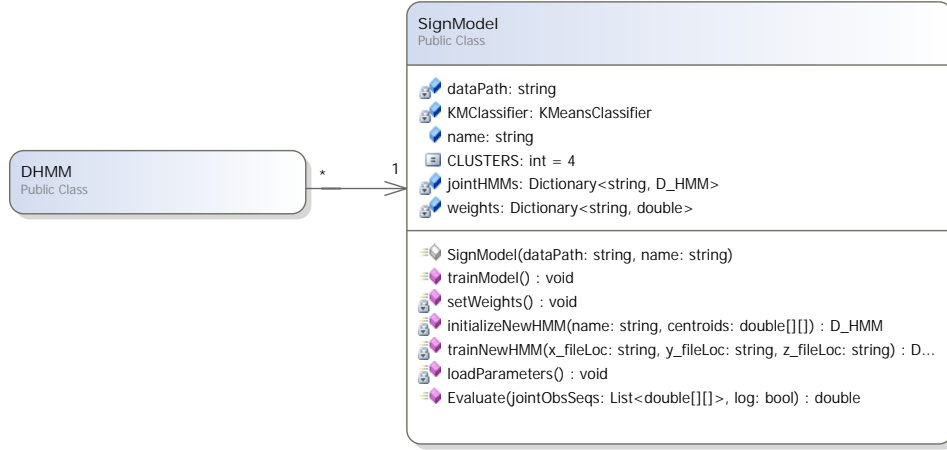 SignModel
Public Class
dataPath: string
KMClassifier: KMeansClassifier
name: string
CLUSTERS: int = 4
jointHMMs: Dictionary<string, D_HMM>
weights: Dictionary<string, double>
DHMM
Public Class
*
1
SignModel(dataPath: string, name: string)
trainModel() : void
setWeights() : void
initializeNewHMM(name: string, centroids: double[][]) : D_HMM
trainNewHMM(x_fileLoc: string, y_fileLoc: string, z_fileLoc: string) : D...
loadParameters() : void
Evaluate(jointObsSeqs: List<double[][]>, log: bool) : double